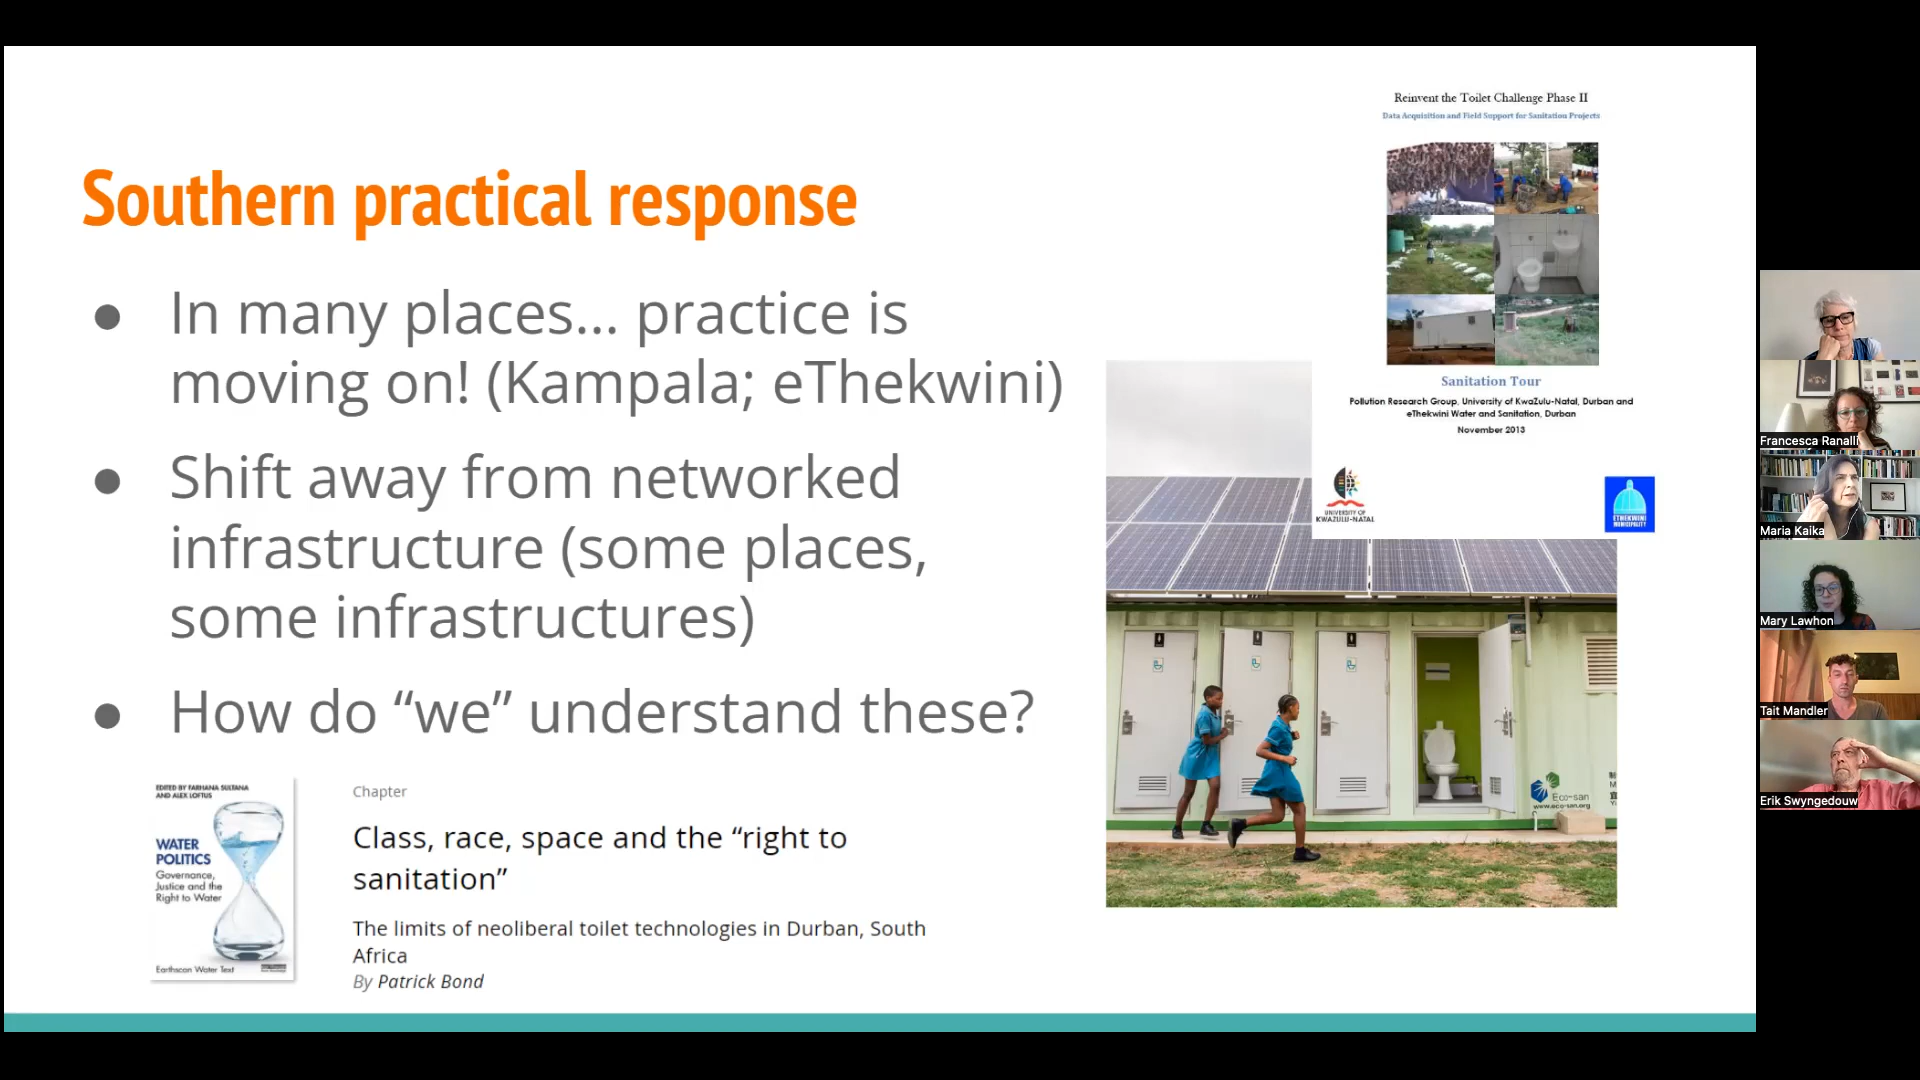 Southern practical response
● In many places... practice is
moving on! (Kampala; eThekwini)
● Shift away from networked
infrastructure (some places,
some infrastructures)
● How do “we” understand these?
EDITED BY FARHANA SULTANA
AND ALEX LOFTUS
WATER
POLITICS
Governance,
Justice and the
Right to Water
Earthscan Water Text
Chapter
Class, race, space and the “right to
sanitation”
The limits of neoliberal toilet technologies in Durban, South
Africa
By Patrick Bond
Reinvent the Toilet Challenge Phase II
Data Acquisition and Field Support for Sanitation Projects
Sanitation Tour
Pollution Research Group, University of KwaZulu-Natal, Durban and
eThekwini Water and Sanitation, Durban
November 2013
UNIVERSITY OF
KWAZULU-NATAL
ETHEKWINI
MUNICIPALITY
Eco-san
www.eco-san.org
Francesca Ranalli
Maria Kaika
Mary Lawhon
Tait Mandler
Erik Swyngedouw